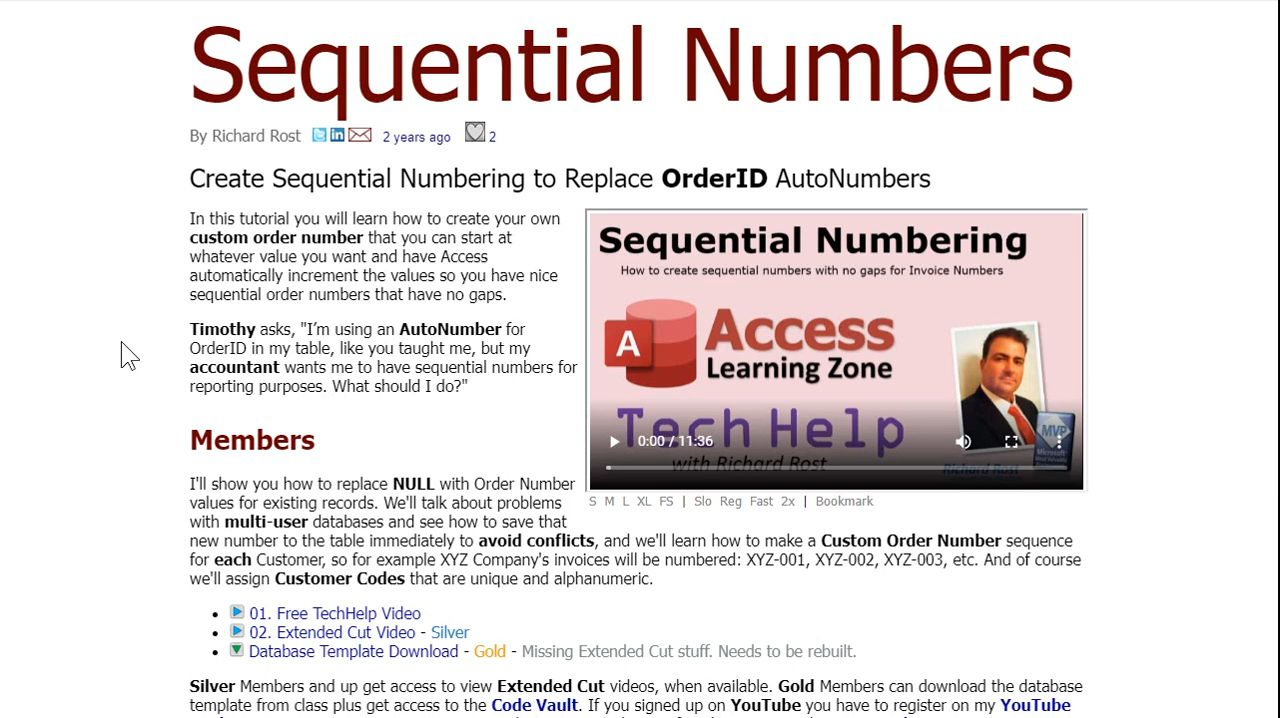 Sequential Numbers
By Richard Rost 2 years ago 2
Create Sequential Numbering to Replace OrderID AutoNumbers
In this tutorial you will learn how to create your own
custom order number that you can start at
whatever value you want and have Access
automatically increment the values so you have nice
sequential order numbers that have no gaps.
Timothy asks, "I'm using an AutoNumber for
OrderID in my table, like you taught me, but my
accountant wants me to have sequential numbers for
reporting purposes. What should I do?"
Sequential Numbering
How to create sequential numbers with no gaps for Invoice Numbers
A
Access
Learning Zone
Tech Help
0:00 / 11:36
with Richard Rost
MVP
Microsoft
Richard Rost
S M L XL FS | Slo Reg Fast 2x | Bookmark
Members
I'll show you how to replace NULL with Order Number
values for existing records. We'll talk about problems
with multi-user databases and see how to save that
new number to the table immediately to avoid conflicts, and we'll learn how to make a Custom Order Number sequence
for each Customer, so for example XYZ Company's invoices will be numbered: XYZ-001, XYZ-002, XYZ-003, etc. And of course
we'll assign Customer Codes that are unique and alphanumeric.
01. Free TechHelp Video
02. Extended Cut Video - Silver
Database Template Download - Gold - Missing Extended Cut stuff. Needs to be rebuilt.
Silver Members and up get access to view Extended Cut videos, when available. Gold Members can download the database
template from class plus get access to the Code Vault. If you signed up on YouTube you have to register on my YouTube